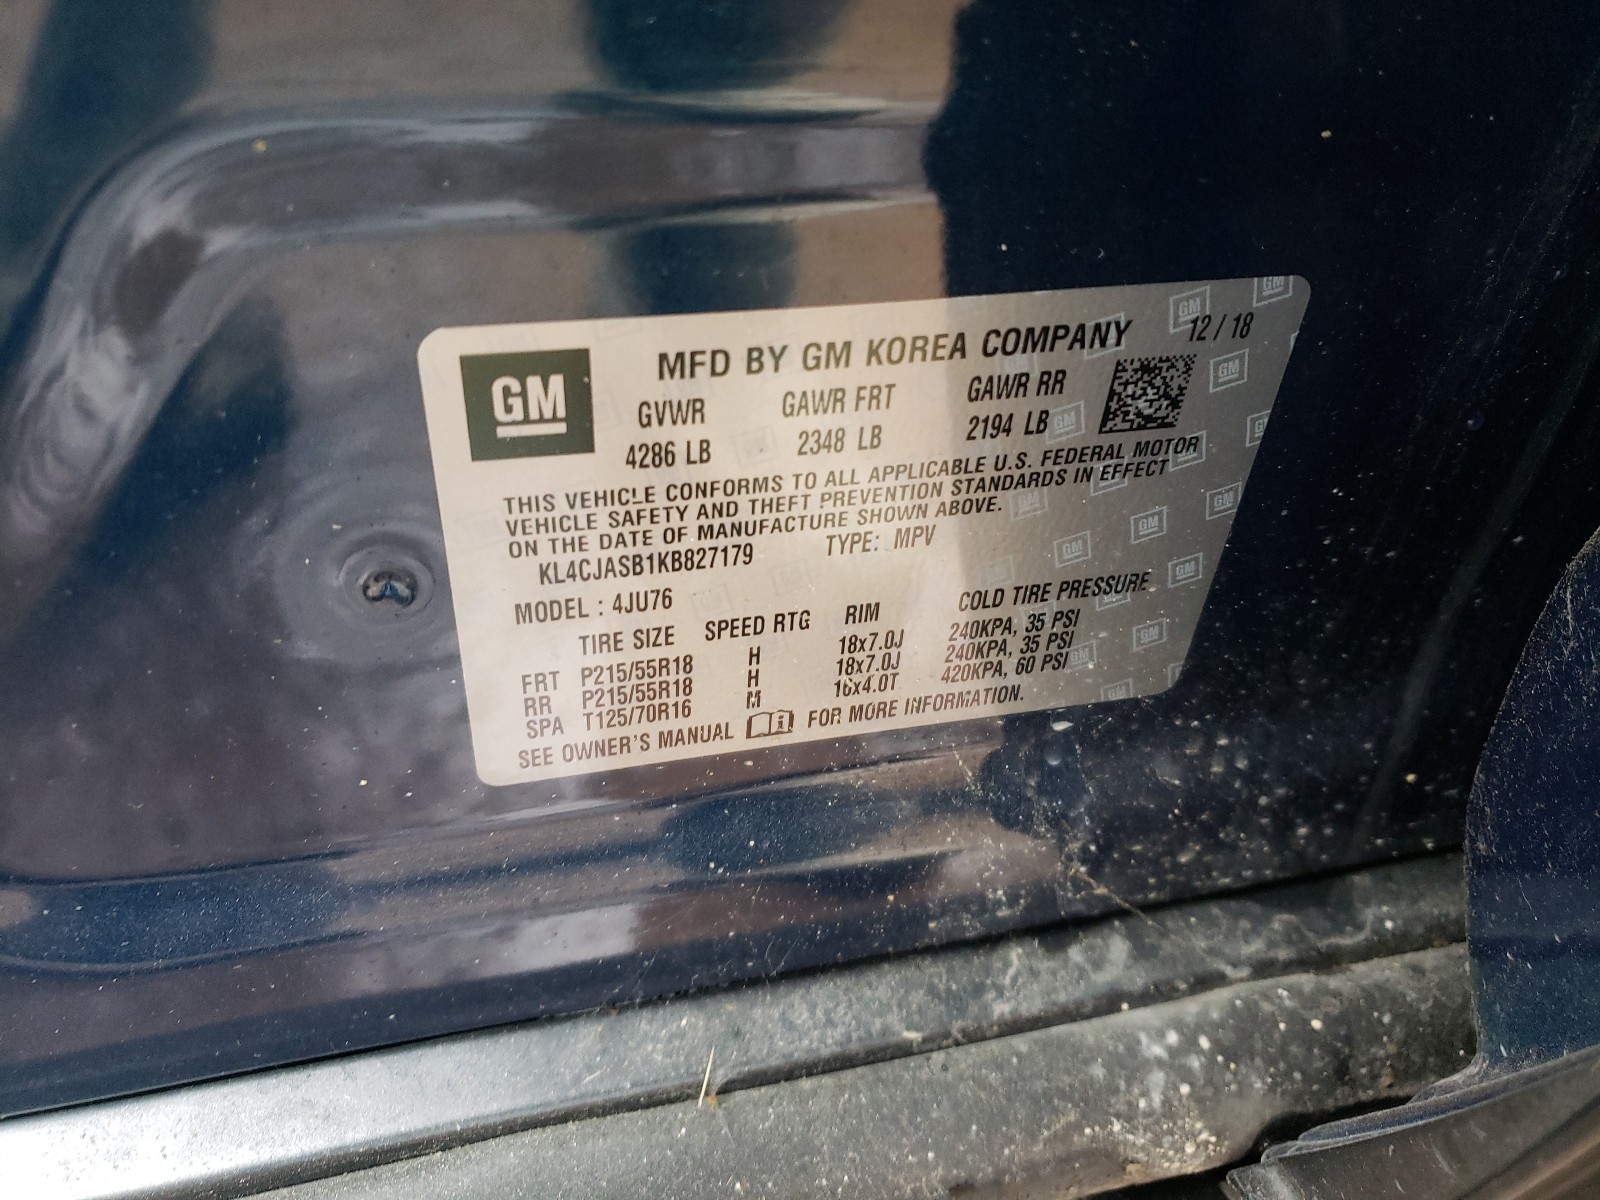 GM
MFD BY GM KOREA COMPANY 12 / 18
GVWR GAWR FRT GAWR RR
4286 LB 2348 LB 2194 LB
THIS VEHICLE CONFORMS TO ALL APPLICABLE U.S. FEDERAL MOTOR
VEHICLE SAFETY AND THEFT PREVENTION STANDARDS IN EFFECT
ON THE DATE OF MANUFACTURE SHOWN ABOVE.
KL4CJASB1KB827179 TYPE: MPV
MODEL : 4JU76
TIRE SIZE SPEED RTG RIM COLD TIRE PRESSURE
FRT P215/55R18 H 18x7.0J 240KPA, 35 PSI
RR P215/55R18 H 18x7.0J 240KPA, 35 PSI
SPA T125/70R16 M 16x4.0T 420KPA, 60 PSI
SEE OWNER'S MANUAL FOR MORE INFORMATION.